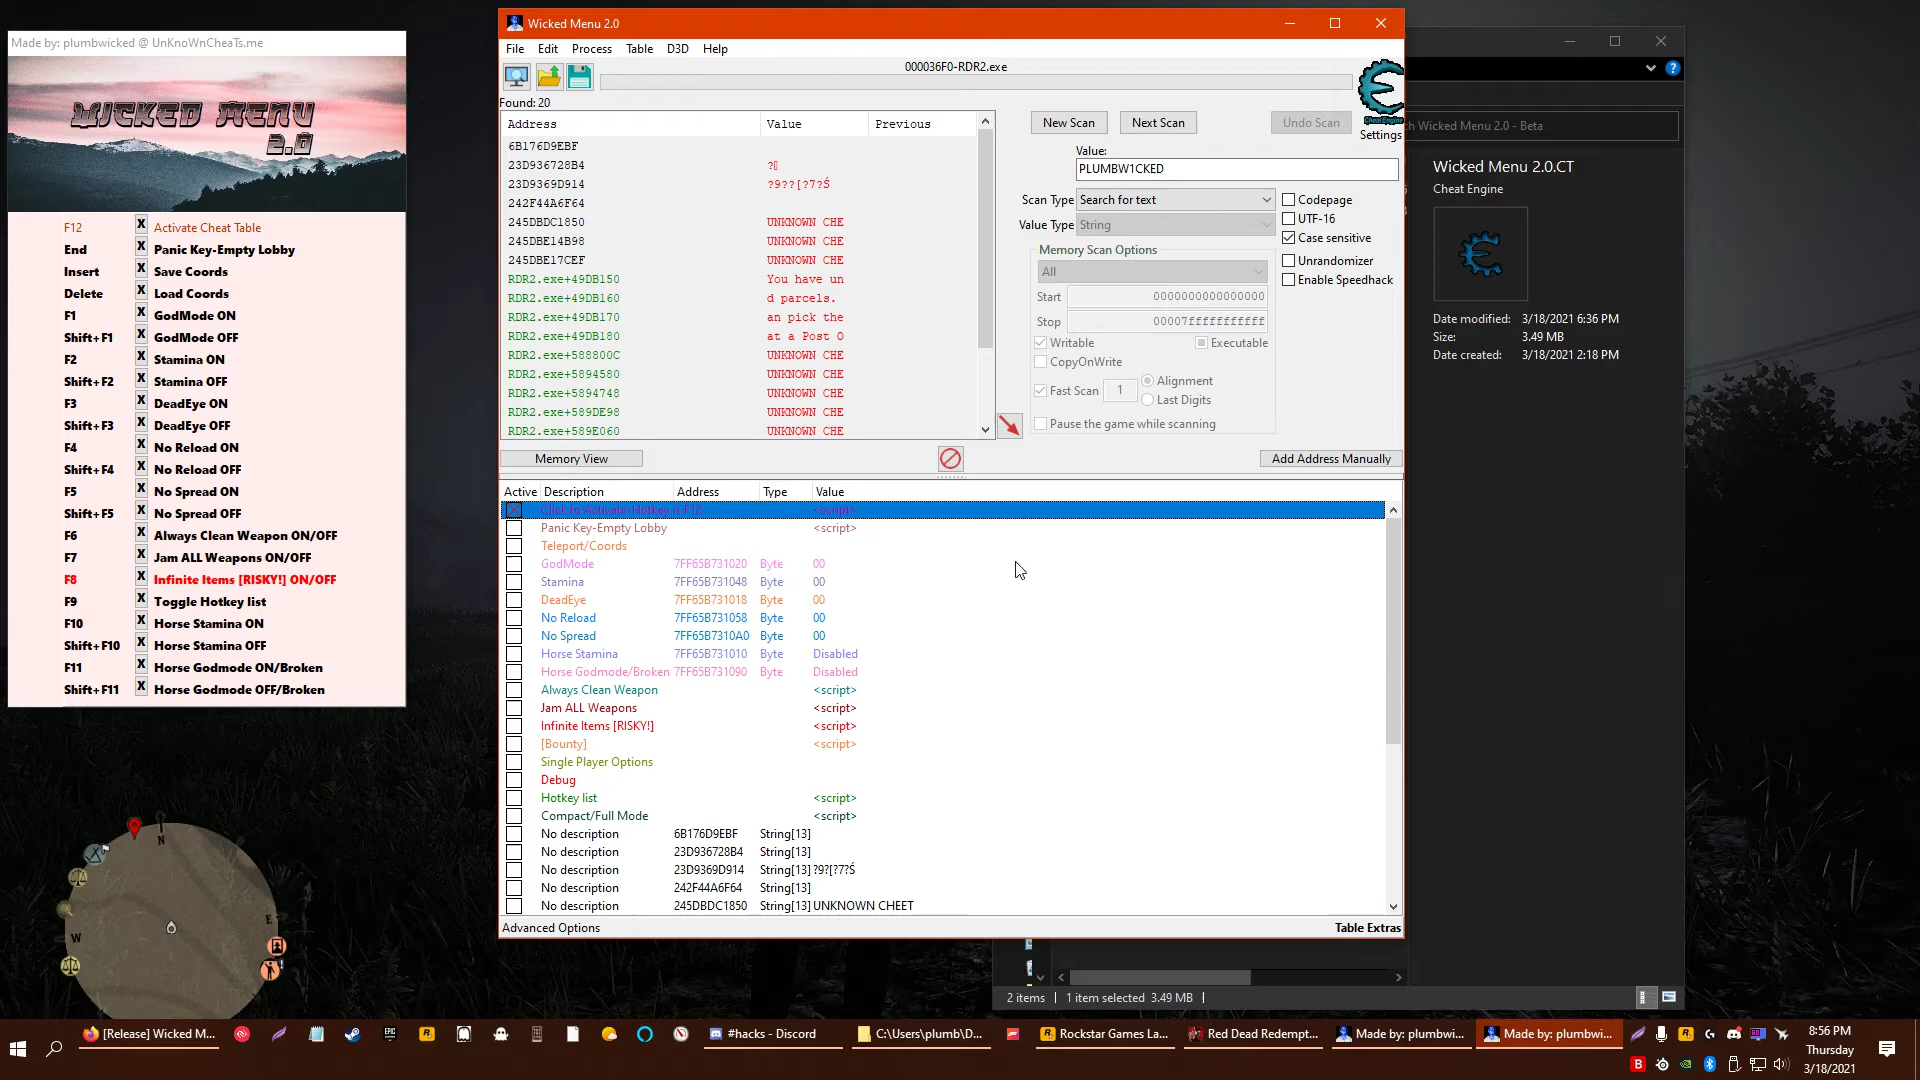 Made by: plumbwicked @ UnKnoWnCheaTs.me
WICKED MENU
2.0
F12 X Activate Cheat Table
End X Panic Key-Empty Lobby
Insert X Save Coords
Delete X Load Coords
F1 X GodMode ON
Shift+F1 X GodMode OFF
F2 X Stamina ON
Shift+F2 X Stamina OFF
F3 X DeadEye ON
Shift+F3 X DeadEye OFF
F4 X No Reload ON
Shift+F4 X No Reload OFF
F5 X No Spread ON
Shift+F5 X No Spread OFF
F6 X Always Clean Weapon ON/OFF
F7 X Jam ALL Weapons ON/OFF
F8 X Infinite Items [RISKY!] ON/OFF
F9 X Toggle Hotkey list
F10 X Horse Stamina ON
Shift+F10 X Horse Stamina OFF
F11 X Horse Godmode ON/Broken
Shift+F11 X Horse Godmode OFF/Broken
N
E
W
Wicked Menu 2.0
File Edit Process Table D3D Help
000036F0-RDR2.exe
Found: 20
Address Value Previous
6B176D9EBF
23D936728B4
23D9369D914 ?9??[?7?Ś
242F44A6F64
245DBDC1850 UNKNOWN CHE
245DBE14B98 UNKNOWN CHE
245DBE17CEF UNKNOWN CHE
RDR2.exe+49DB150 You have un
RDR2.exe+49DB160 d parcels.
RDR2.exe+49DB170 an pick the
RDR2.exe+49DB180 at a Post O
RDR2.exe+588800C UNKNOWN CHE
RDR2.exe+5894580 UNKNOWN CHE
RDR2.exe+5894748 UNKNOWN CHE
RDR2.exe+589DE98 UNKNOWN CHE
RDR2.exe+589E060 UNKNOWN CHE
Memory View
New Scan Next Scan Undo Scan
Cheat Engine
Settings
Value:
PLUMBW1CKED
Scan Type Search for text
Value Type String
Codepage
UTF-16
Case sensitive
Unrandomizer
Enable Speedhack
Memory Scan Options
All
Start 0000000000000000
Stop 00007fffffffffff
Writable Executable
CopyOnWrite
Fast Scan 1 Alignment
Last Digits
Pause the game while scanning
Add Address Manually
Active Description Address Type Value
Click to Activate-Hotkey is F12 <script>
Panic Key-Empty Lobby <script>
Teleport/Coords
GodMode 7FF65B731020 Byte 00
Stamina 7FF65B731048 Byte 00
DeadEye 7FF65B731018 Byte 00
No Reload 7FF65B731058 Byte 00
No Spread 7FF65B7310A0 Byte 00
Horse Stamina 7FF65B731010 Byte Disabled
Horse Godmode/Broken 7FF65B731090 Byte Disabled
Always Clean Weapon <script>
Jam ALL Weapons <script>
Infinite Items [RISKY!] <script>
[Bounty] <script>
Single Player Options
Debug
Hotkey list <script>
Compact/Full Mode <script>
No description 6B176D9EBF String[13]
No description 23D936728B4 String[13]
No description 23D9369D914 String[13] ?9?[?7?Ś
No description 242F44A6F64 String[13]
No description 245DBDC1850 String[13] UNKNOWN CHEET
Advanced Options Table Extras
Wicked Menu 2.0 - Beta
Wicked Menu 2.0.CT
Cheat Engine
Date modified: 3/18/2021 6:36 PM
Size: 3.49 MB
Date created: 3/18/2021 2:18 PM
2 items 1 item selected 3.49 MB
[Release] Wicked M...
EPIC
#hacks - Discord
C:\Users\plumb\D...
Rockstar Games La...
Red Dead Redempt...
Made by: plumbwi...
Made by: plumbwi...
8:56 PM
Thursday
3/18/2021